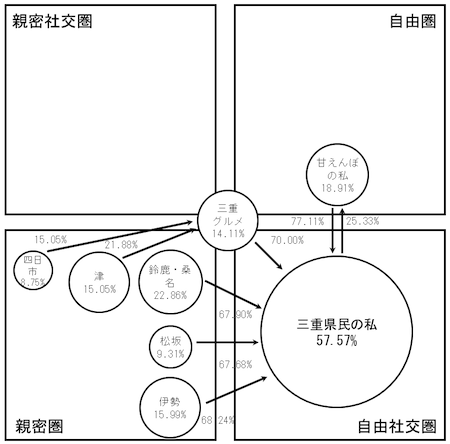 親密社交圏
自由圏
甘えんぼ
の私
18.91%
三重
グルメ
14.11%
77.11%
25.33%
15.05%
21.88%
70.00%
四日
市
8.75%
津
15.05%
鈴鹿・桑
名
22.86%
67.90%
三重県民の私
57.57%
松坂
9.31%
67.68%
伊勢
15.99%
68.24%
親密圏
自由社交圏